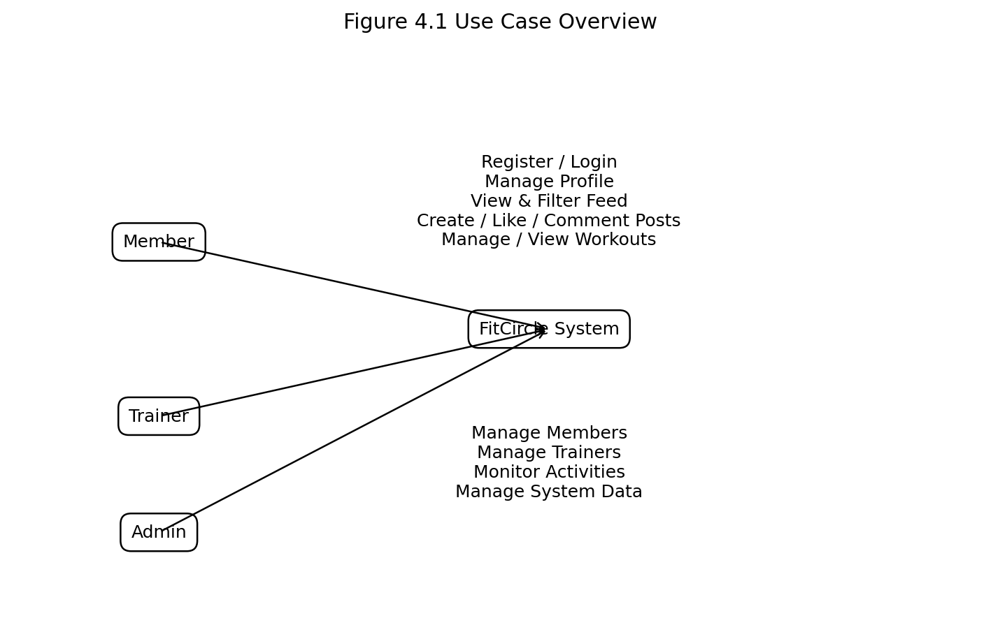 Figure 4.1 Use Case Overview
Register / Login
Manage Profile
View & Filter Feed
Create / Like / Comment Posts
Manage / View Workouts
Member
FitCircle System
Trainer
Manage Members
Manage Trainers
Monitor Activities
Manage System Data
Admin